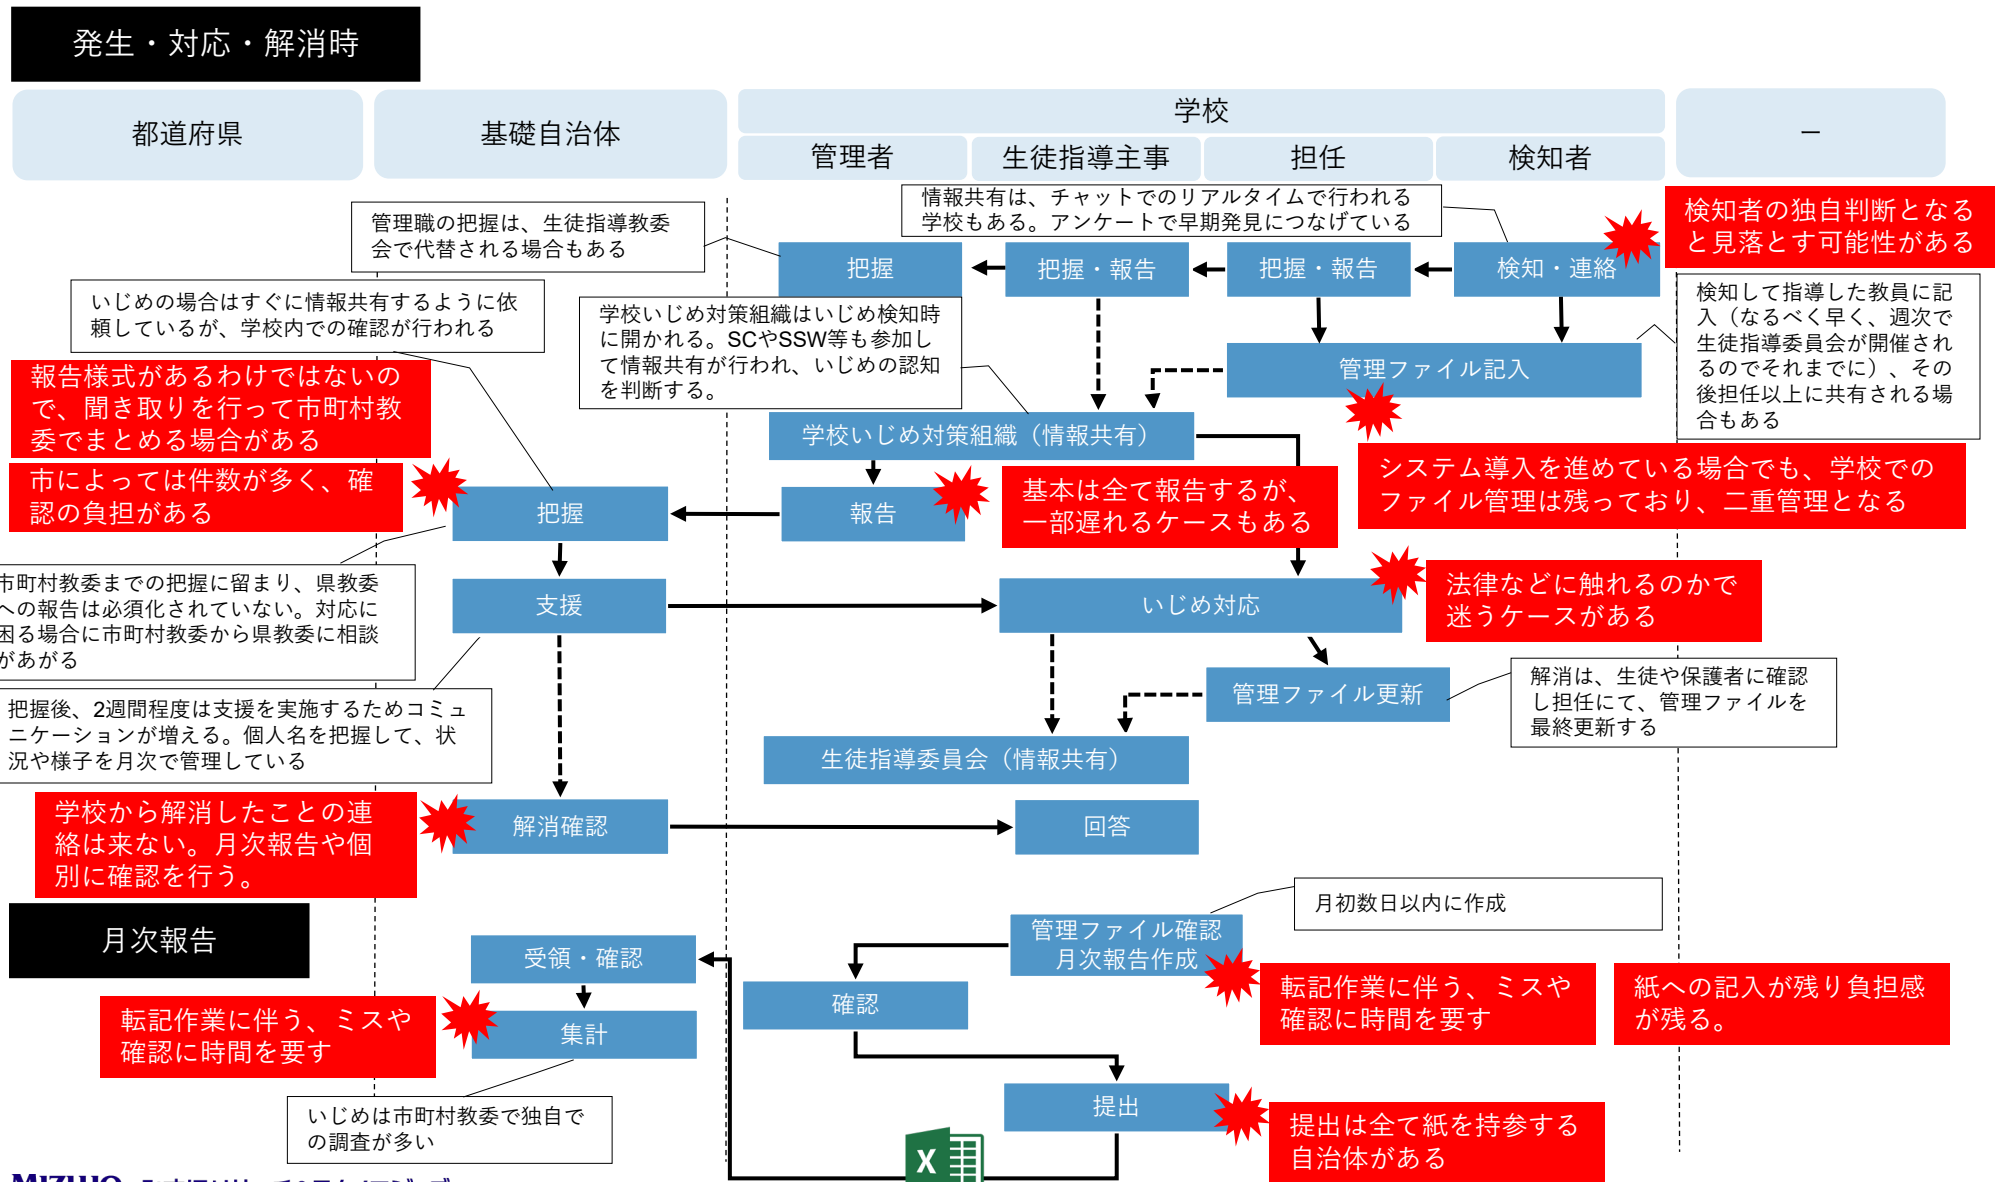 発生・対応・解消時
都道府県
基礎自治体
学校
管理者
生徒指導主事
担任
検知者
－
情報共有は、チャットでのリアルタイムで行われる
学校もある。アンケートで早期発見につなげている
検知者の独自判断となる
と見落とす可能性がある
管理職の把握は、生徒指導教委
会で代替される場合もある
把握
把握・報告
把握・報告
検知・連絡
いじめの場合はすぐに情報共有するように依
頼しているが、学校内での確認が行われる
学校いじめ対策組織はいじめ検知時
に開かれる。SCやSSW等も参加し
て情報共有が行われ、いじめの認知
を判断する。
検知して指導した教員に記
入（なるべく早く、週次で
生徒指導委員会が開催され
るのでそれまでに）、その
後担任以上に共有される場
合もある
管理ファイル記入
報告様式があるわけではないの
で、聞き取りを行って市町村教
委でまとめる場合がある
学校いじめ対策組織（情報共有）
市によっては件数が多く、確
認の負担がある
システム導入を進めている場合でも、学校での
ファイル管理は残っており、二重管理となる
基本は全て報告するが、
一部遅れるケースもある
把握
報告
市町村教委までの把握に留まり、県教委
への報告は必須化されていない。対応に
困る場合に市町村教委から県教委に相談
があがる
支援
いじめ対応
法律などに触れるのかで
迷うケースがある
管理ファイル更新
解消は、生徒や保護者に確認
し担任にて、管理ファイルを
最終更新する
把握後、2週間程度は支援を実施するためコミュ
ニケーションが増える。個人名を把握して、状
況や様子を月次で管理している
生徒指導委員会（情報共有）
学校から解消したことの連
絡は来ない。月次報告や個
別に確認を行う。
解消確認
回答
月次報告
月初数日以内に作成
管理ファイル確認
月次報告作成
受領・確認
確認
転記作業に伴う、ミスや
確認に時間を要す
紙への記入が残り負担感
が残る。
転記作業に伴う、ミスや
確認に時間を要す
集計
提出
いじめは市町村教委で独自で
の調査が多い
提出は全て紙を持参する
自治体がある
X